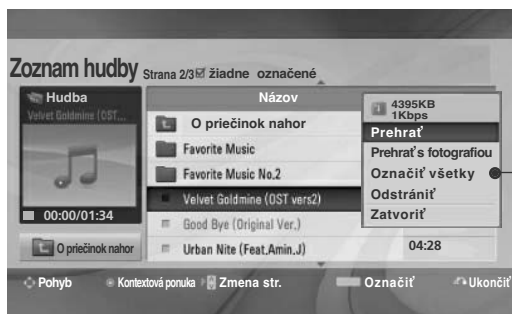 Zoznam hudby Strana 2/3 žiadne označené
Hudba
Velvet Goldmine (OST...
00:00/01:34
O priečinok nahor
Názov
O priečinok nahor
Favorite Music
Favorite Music No.2
Velvet Goldmine (OST vers2)
Good Bye (Original Ver.)
Urban Nite (Feat.Amin.J)
04:28
4395KB
1Kbps
Prehrať
Prehrať s fotografiou
Označiť všetky
Odstrániť
Zatvoriť
Pohyb Kontextová ponuka Zmena str. Označiť Ukončiť